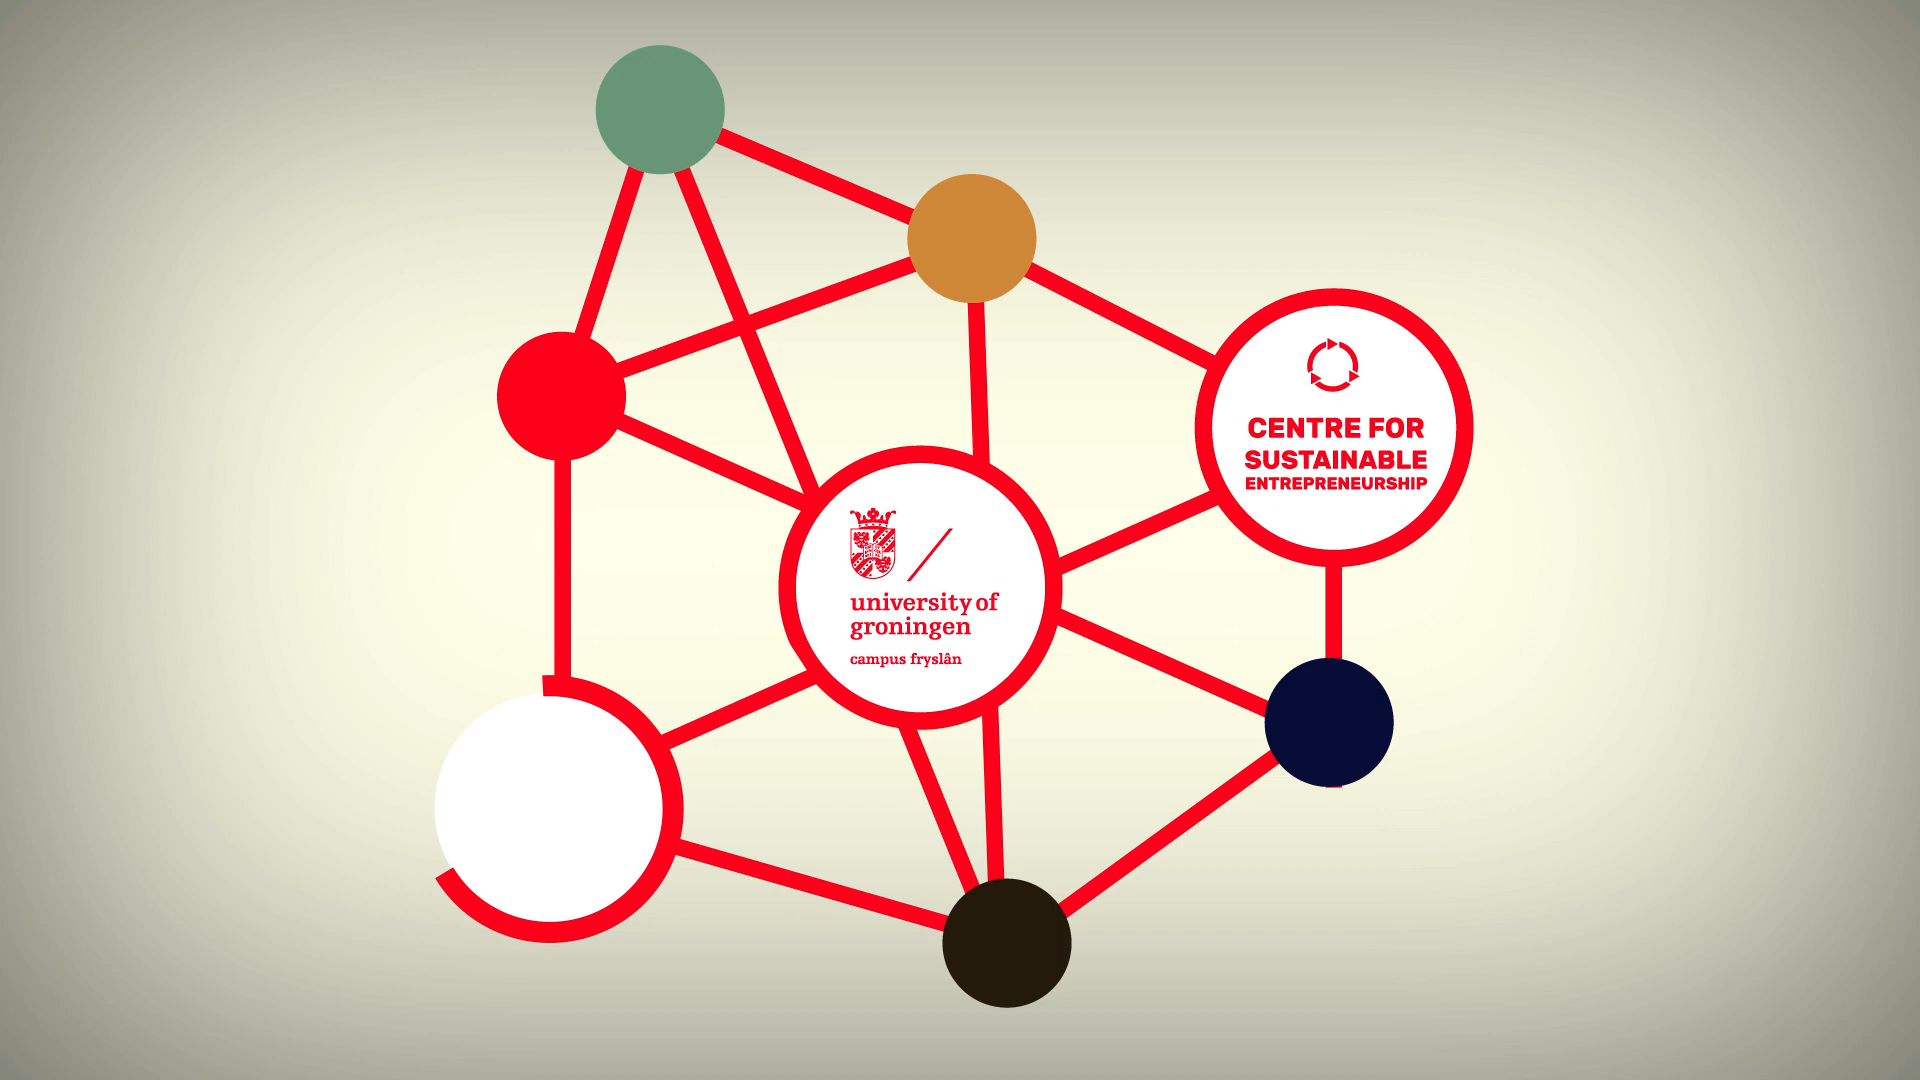 CENTRE FOR
SUSTAINABLE
ENTREPRENEURSHIP
university of
groningen
campus fryslân